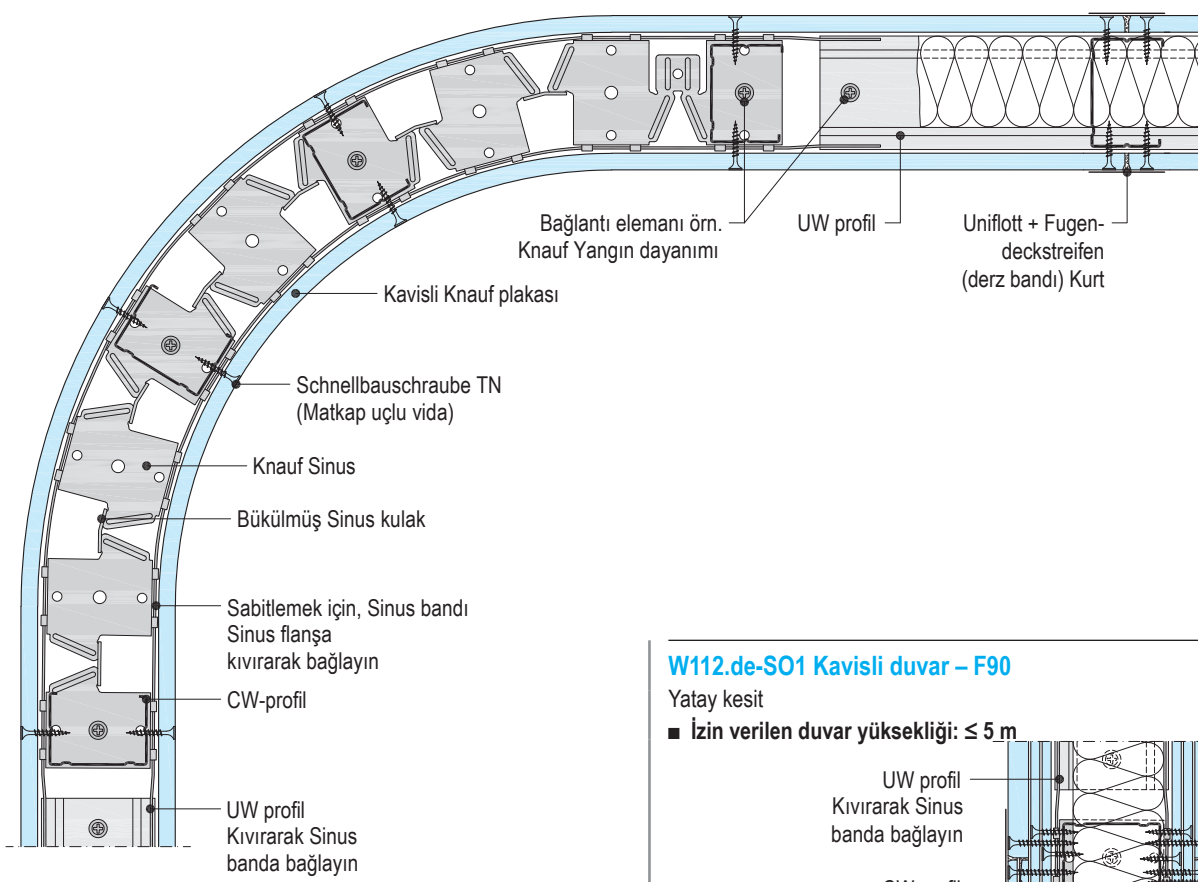 Bağlantı elemanı örn.
Knauf Yangın dayanımı
UW profil
Uniflott + Fugen-
deckstreifen
(derz bandı) Kurt
Kavisli Knauf plakası
Schnellbauschraube TN
(Matkap uçlu vida)
Knauf Sinus
Bükülmüş Sinus kulak
Sabitlemek için, Sinus bandı
Sinus flanşa
kıvırarak bağlayın
CW-profil
UW profil
Kıvırarak Sinus
banda bağlayın
W112.de-SO1 Kavisli duvar – F90
Yatay kesit
■ İzin verilen duvar yüksekliği: ≤ 5 m
UW profil
Kıvırarak Sinus
banda bağlayın